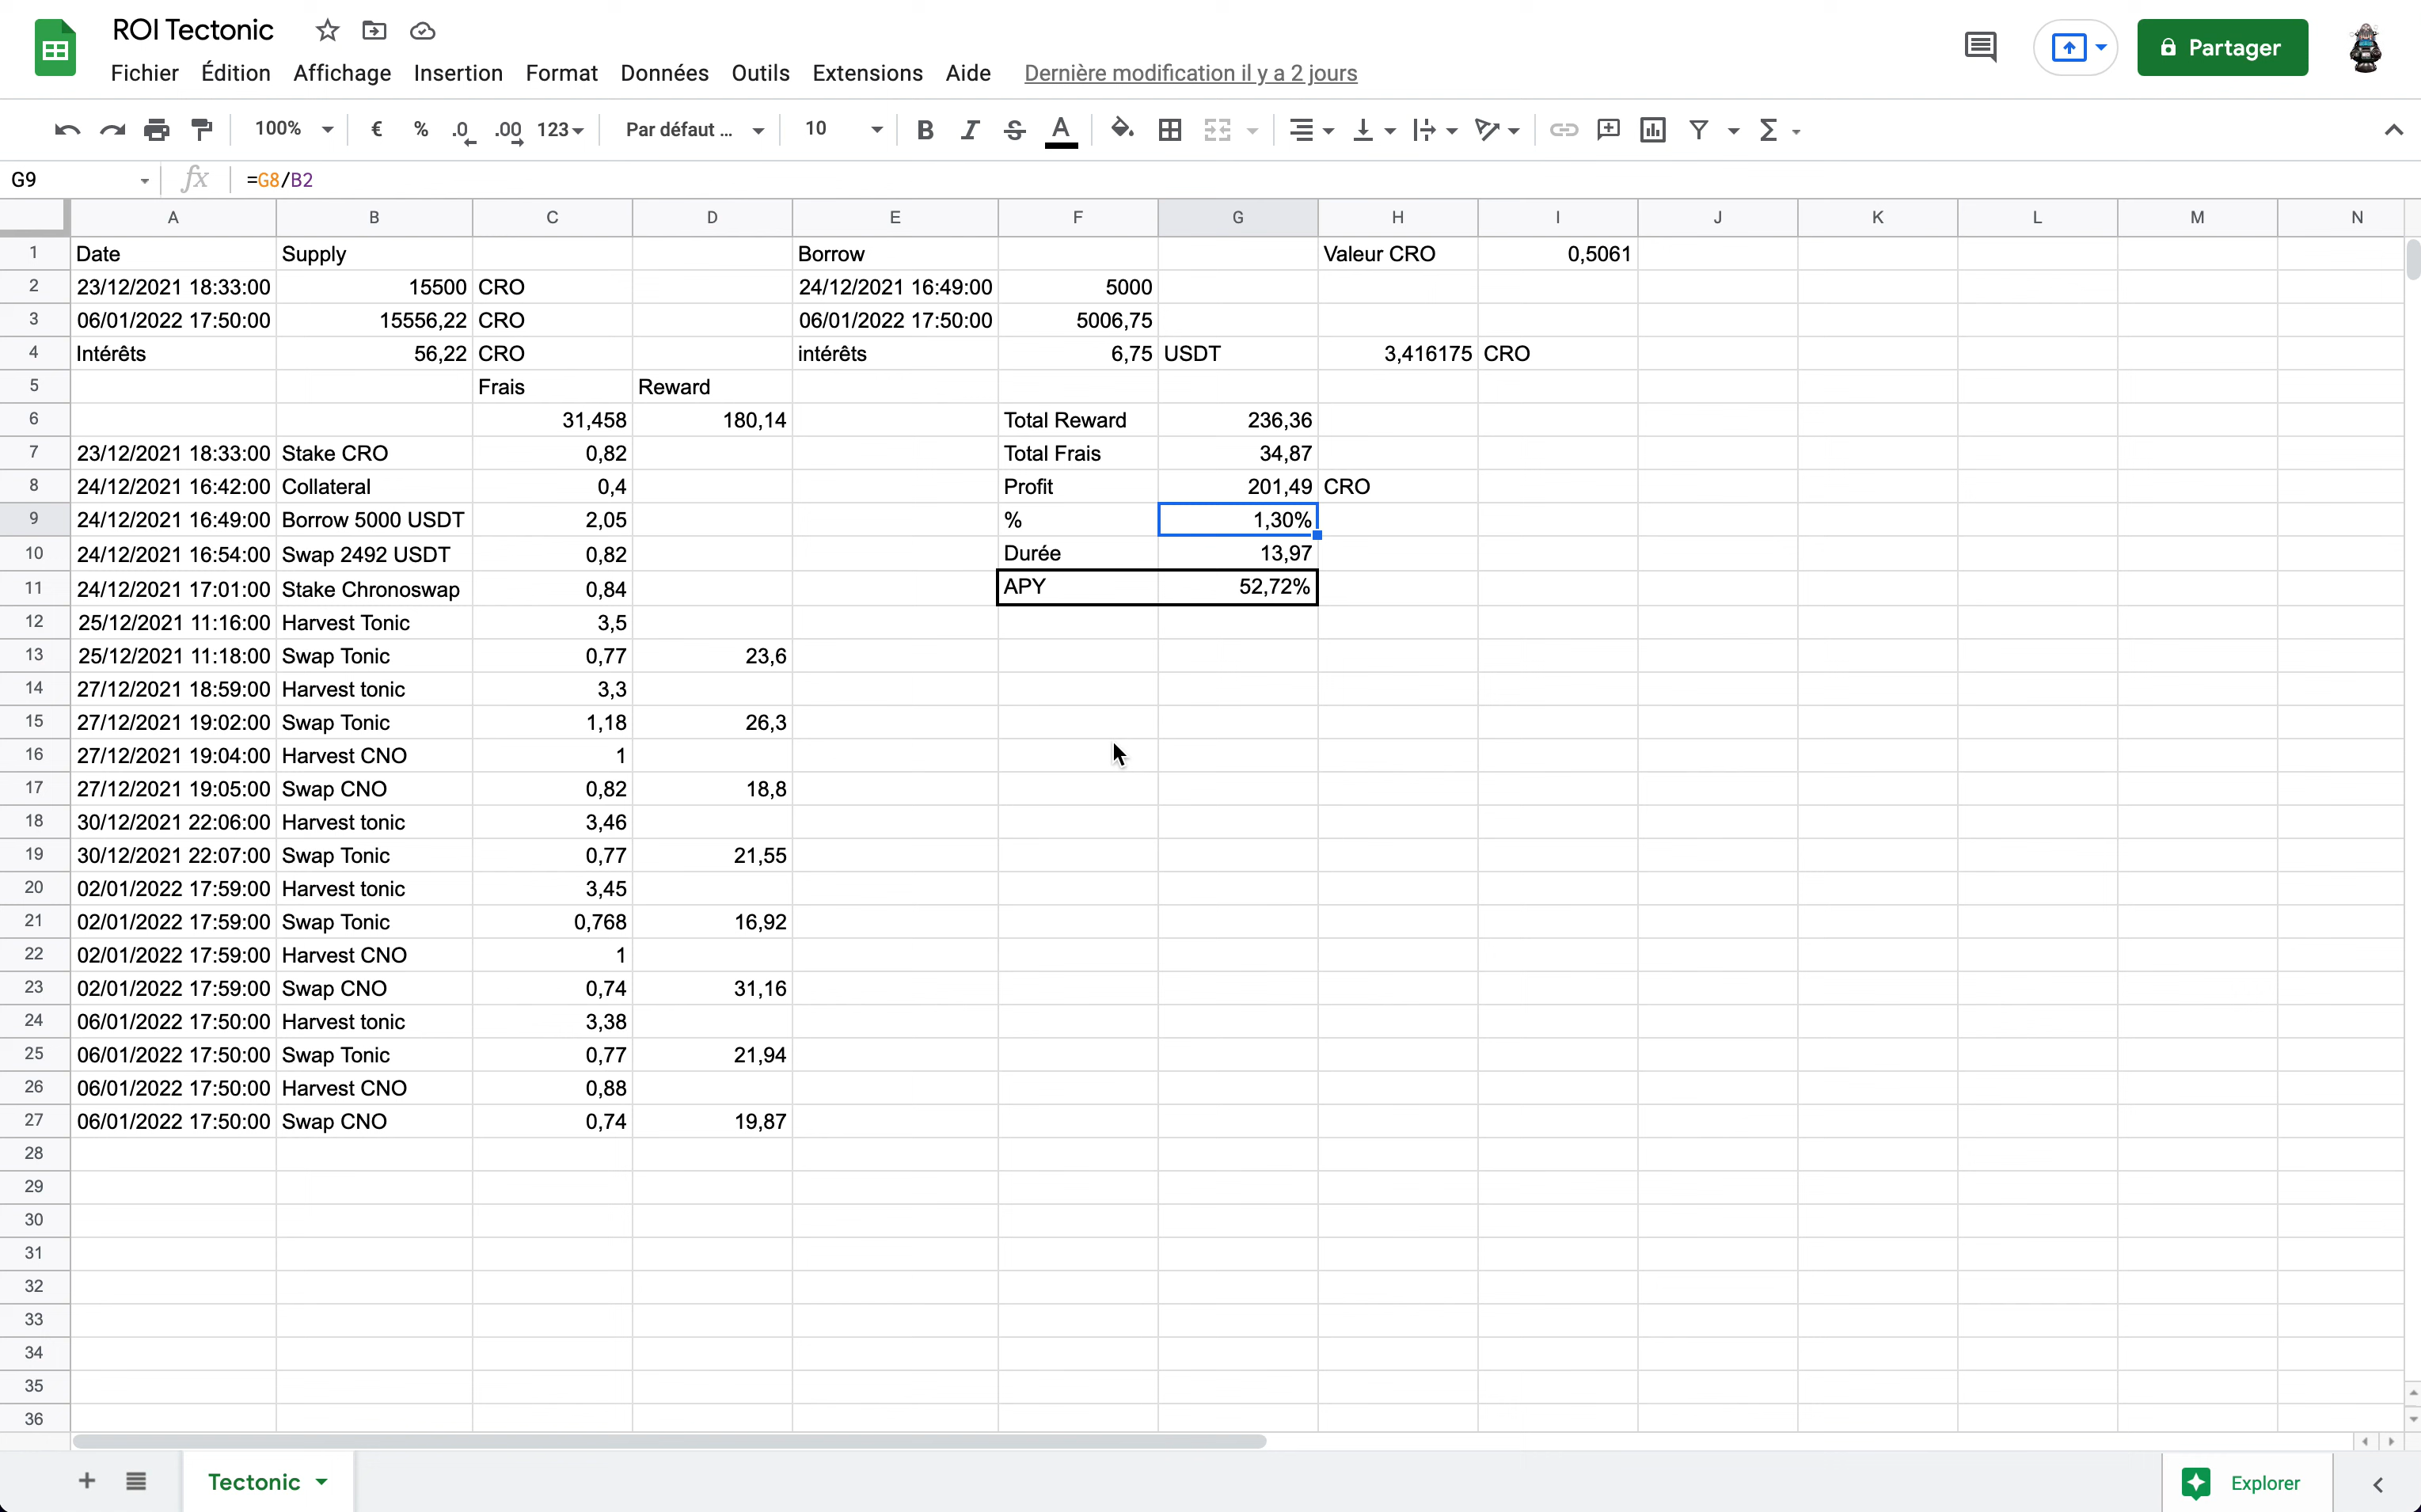 ROI Tectonic
Fichier Édition Affichage Insertion Format Données Outils Extensions Aide Dernière modification il y a 2 jours
Partager
100% € % .0 .00 123 Par défaut ... 10 B I S A Σ
G9 fx =G8/B2
A B C D E F G H I J K L M N
1 Date Supply Borrow Valeur CRO 0,5061
2 23/12/2021 18:33:00 15500 CRO 24/12/2021 16:49:00 5000
3 06/01/2022 17:50:00 15556,22 CRO 06/01/2022 17:50:00 5006,75
4 Intérêts 56,22 CRO intérêts 6,75 USDT 3,416175 CRO
5 Frais Reward
6 31,458 180,14 Total Reward 236,36
7 23/12/2021 18:33:00 Stake CRO 0,82 Total Frais 34,87
8 24/12/2021 16:42:00 Collateral 0,4 Profit 201,49 CRO
9 24/12/2021 16:49:00 Borrow 5000 USDT 2,05 % 1,30%
10 24/12/2021 16:54:00 Swap 2492 USDT 0,82 Durée 13,97
11 24/12/2021 17:01:00 Stake Chronoswap 0,84 APY 52,72%
12 25/12/2021 11:16:00 Harvest Tonic 3,5
13 25/12/2021 11:18:00 Swap Tonic 0,77 23,6
14 27/12/2021 18:59:00 Harvest tonic 3,3
15 27/12/2021 19:02:00 Swap Tonic 1,18 26,3
16 27/12/2021 19:04:00 Harvest CNO 1
17 27/12/2021 19:05:00 Swap CNO 0,82 18,8
18 30/12/2021 22:06:00 Harvest tonic 3,46
19 30/12/2021 22:07:00 Swap Tonic 0,77 21,55
20 02/01/2022 17:59:00 Harvest tonic 3,45
21 02/01/2022 17:59:00 Swap Tonic 0,768 16,92
22 02/01/2022 17:59:00 Harvest CNO 1
23 02/01/2022 17:59:00 Swap CNO 0,74 31,16
24 06/01/2022 17:50:00 Harvest tonic 3,38
25 06/01/2022 17:50:00 Swap Tonic 0,77 21,94
26 06/01/2022 17:50:00 Harvest CNO 0,88
27 06/01/2022 17:50:00 Swap CNO 0,74 19,87
28
29
30
31
32
33
34
35
36
Tectonic Explorer